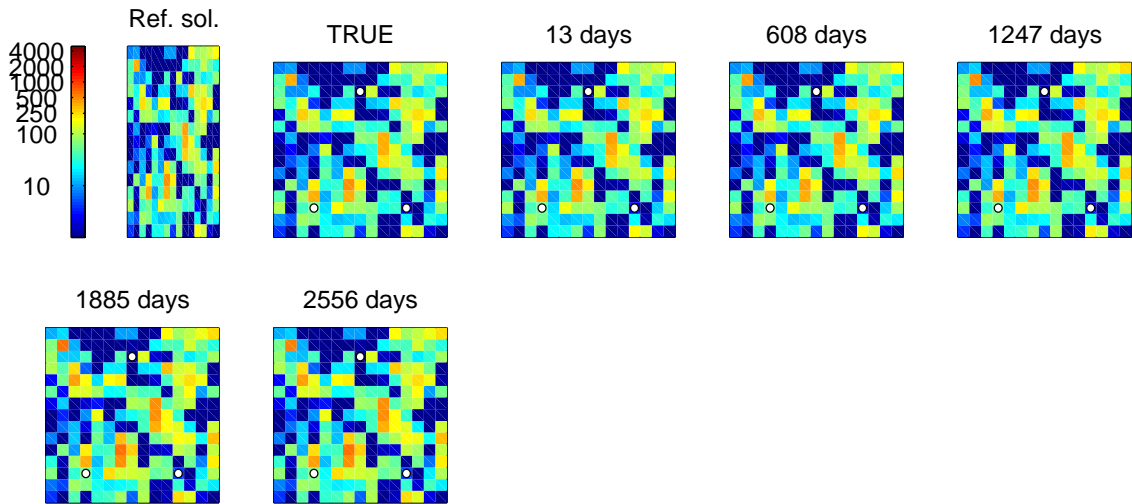 Ref. sol.
TRUE
13 days
608 days
1247 days
4000
2000
1000
500
250
100
10
1885 days
2556 days